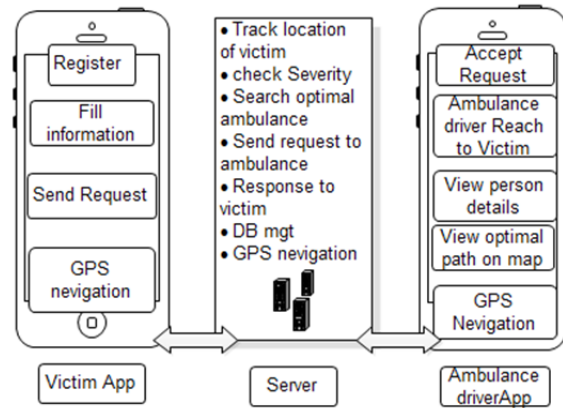 Register
Fill
information
Send Request
GPS
nevigation
Victim App
● Track location
of victim
● check Severity
● Search optimal
ambulance
● Send request to
ambulance
● Response to
victim
● DB mgt
● GPS nevigation
Server
Accept
Request
Ambulance
driver Reach
to Victim
View person
details
View optimal
path on map
GPS
Nevigation
Ambulance
driverApp